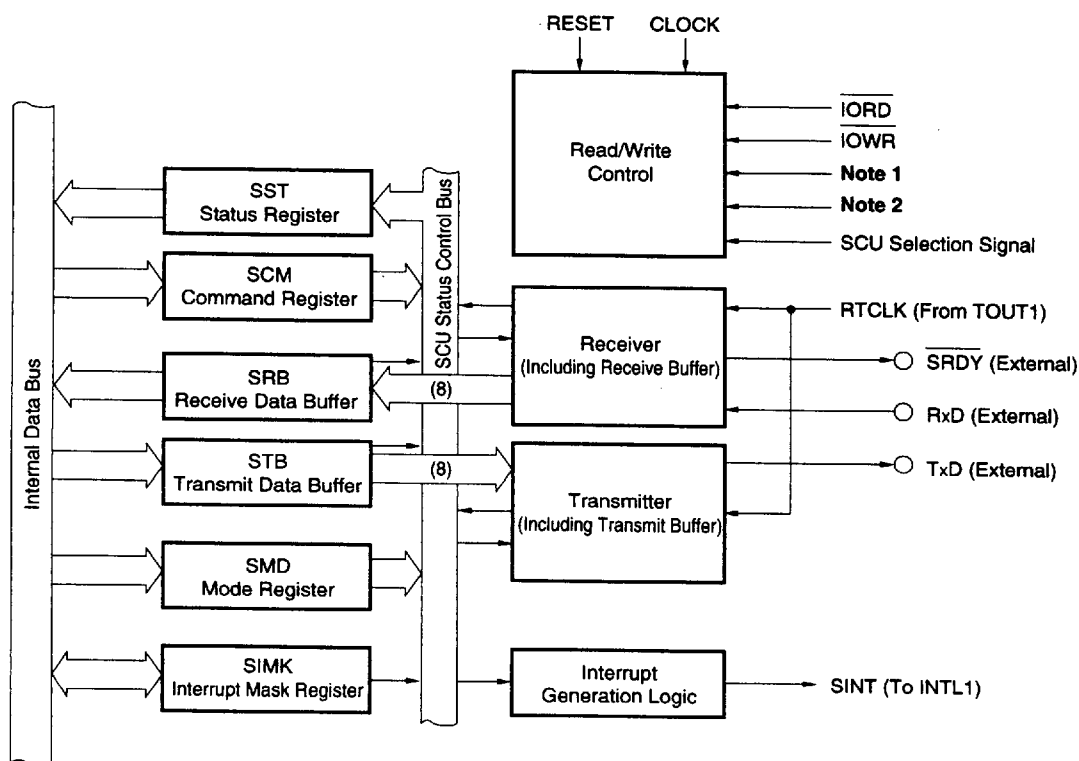 RESET
CLOCK
Read/Write
Control
IORD
IOWR
Note 1
Note 2
SCU Selection Signal
Internal Data Bus
SCU Status Control Bus
SST
Status Register
SCM
Command Register
SRB
Receive Data Buffer
STB
Transmit Data Buffer
SMD
Mode Register
SIMK
Interrupt Mask Register
(8)
(8)
Receiver
(Including Receive Buffer)
Transmitter
(Including Transmit Buffer)
Interrupt
Generation Logic
RTCLK (From TOUT1)
SRDY (External)
RxD (External)
TxD (External)
SINT (To INTL1)